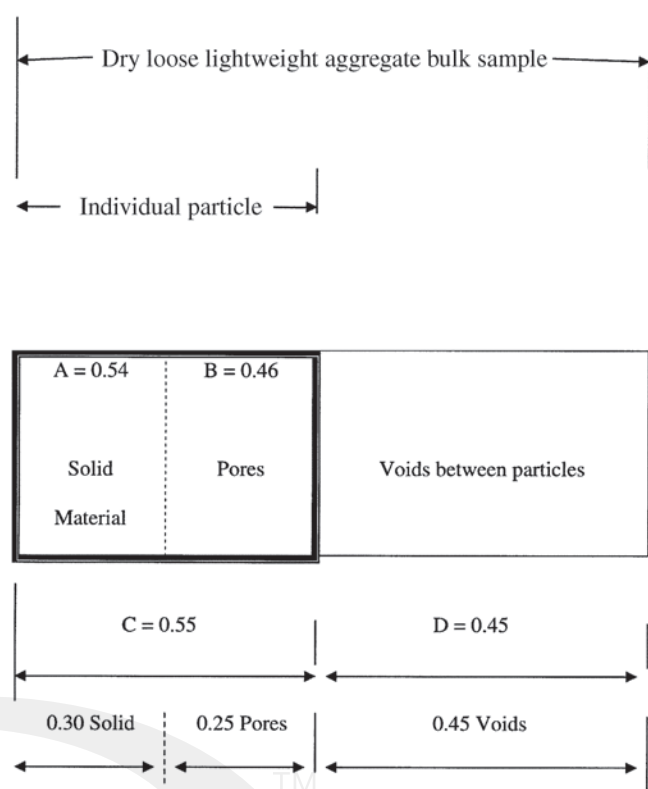 Dry loose lightweight aggregate bulk sample
Individual particle
A = 0.54 B = 0.46
Solid Pores Voids between particles
Material
C = 0.55 D = 0.45
0.30 Solid 0.25 Pores 0.45 Voids
TM